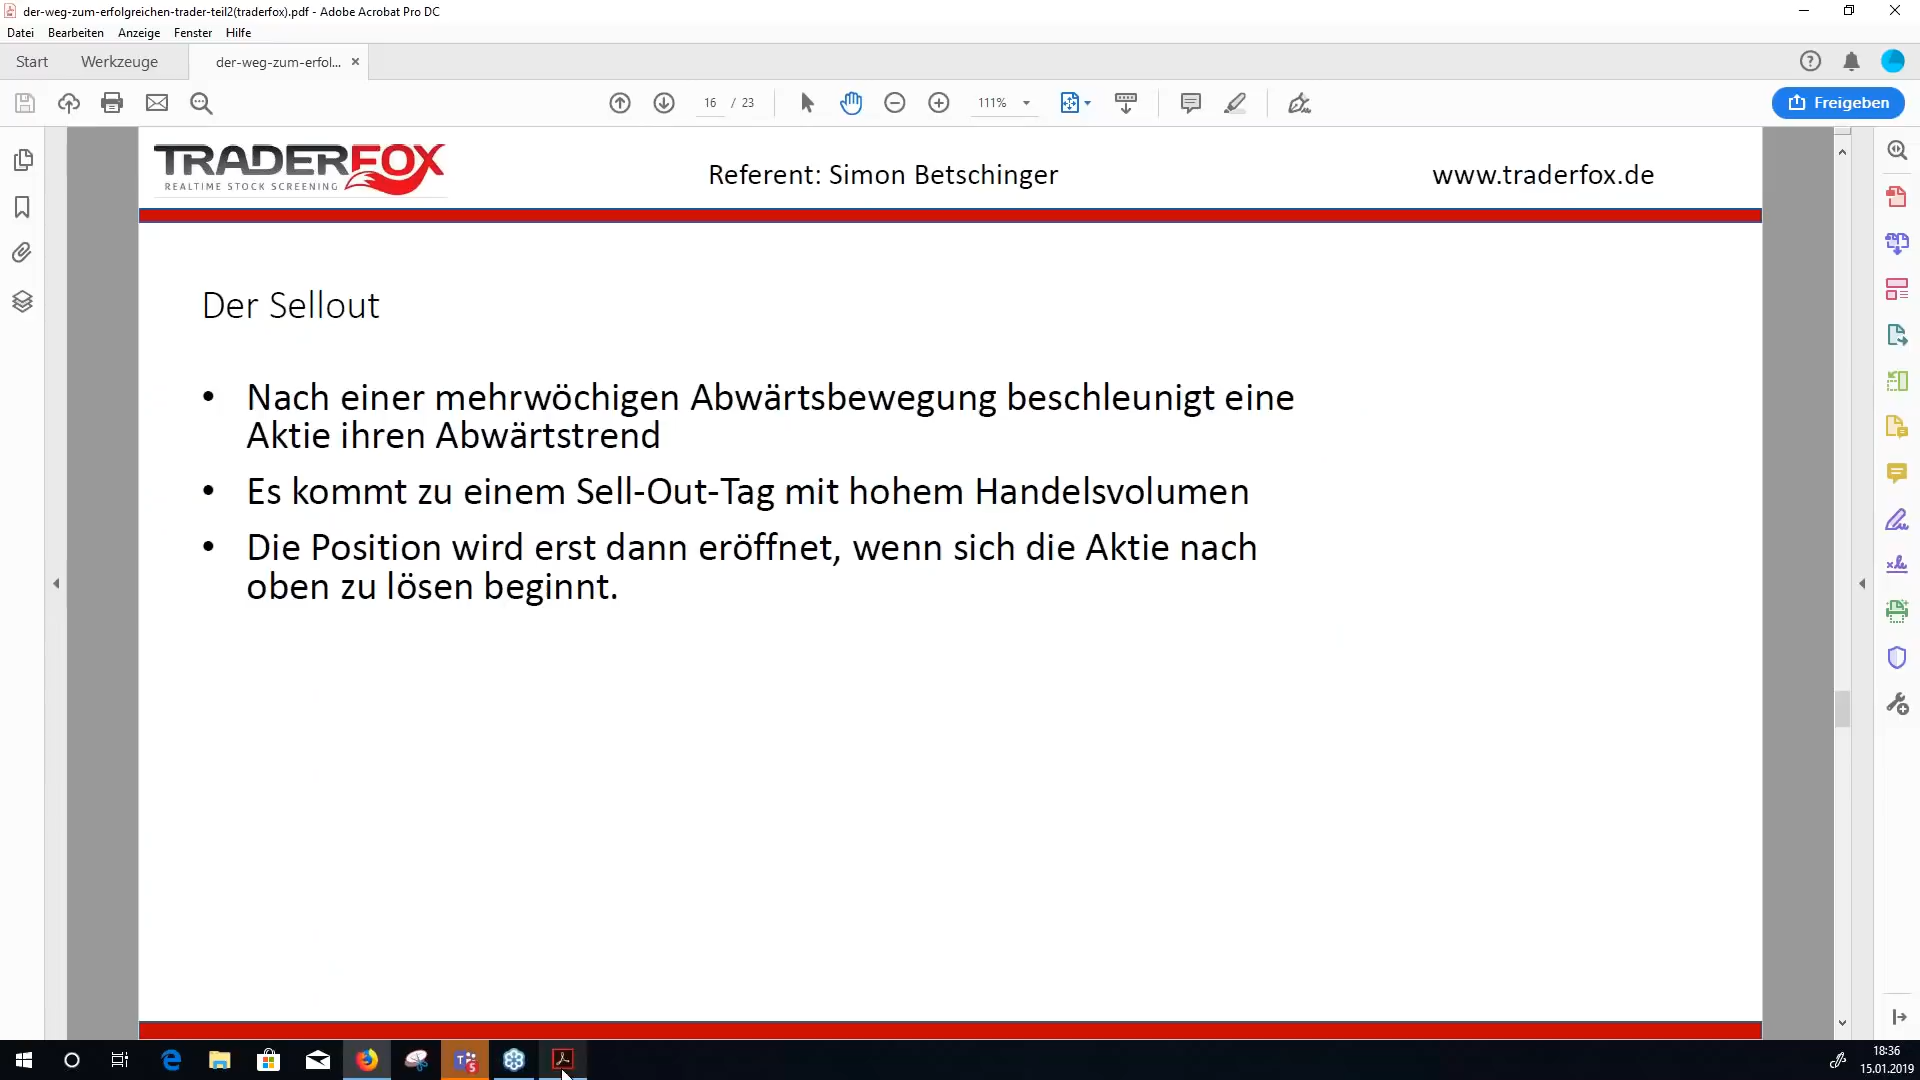 der-weg-zum-erfolgreichen-trader-teil2(traderfox).pdf - Adobe Acrobat Pro DC
Datei Bearbeiten Anzeige Fenster Hilfe
Start Werkzeuge der-weg-zum-erfol... ×
16 / 23 111% Freigeben
TRADERFOX
REALTIME STOCK SCREENING
Referent: Simon Betschinger
www.traderfox.de
Der Sellout
• Nach einer mehrwöchigen Abwärtsbewegung beschleunigt eine
Aktie ihren Abwärtstrend
• Es kommt zu einem Sell-Out-Tag mit hohem Handelsvolumen
• Die Position wird erst dann eröffnet, wenn sich die Aktie nach
oben zu lösen beginnt.
18:36
15.01.2019